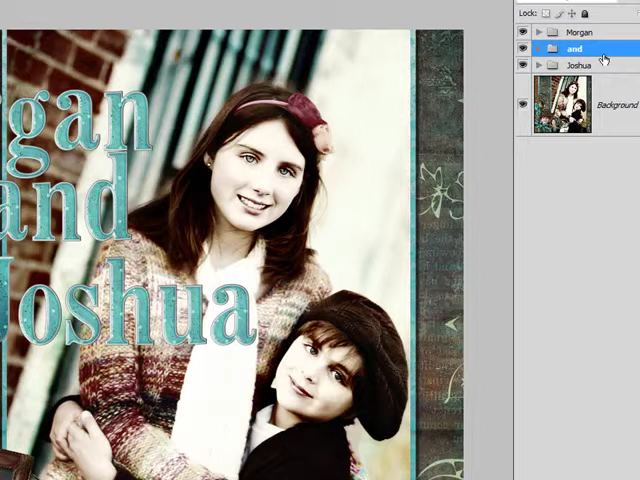 gan
and
Joshua
Lock:
Morgan
and
Joshua
Background